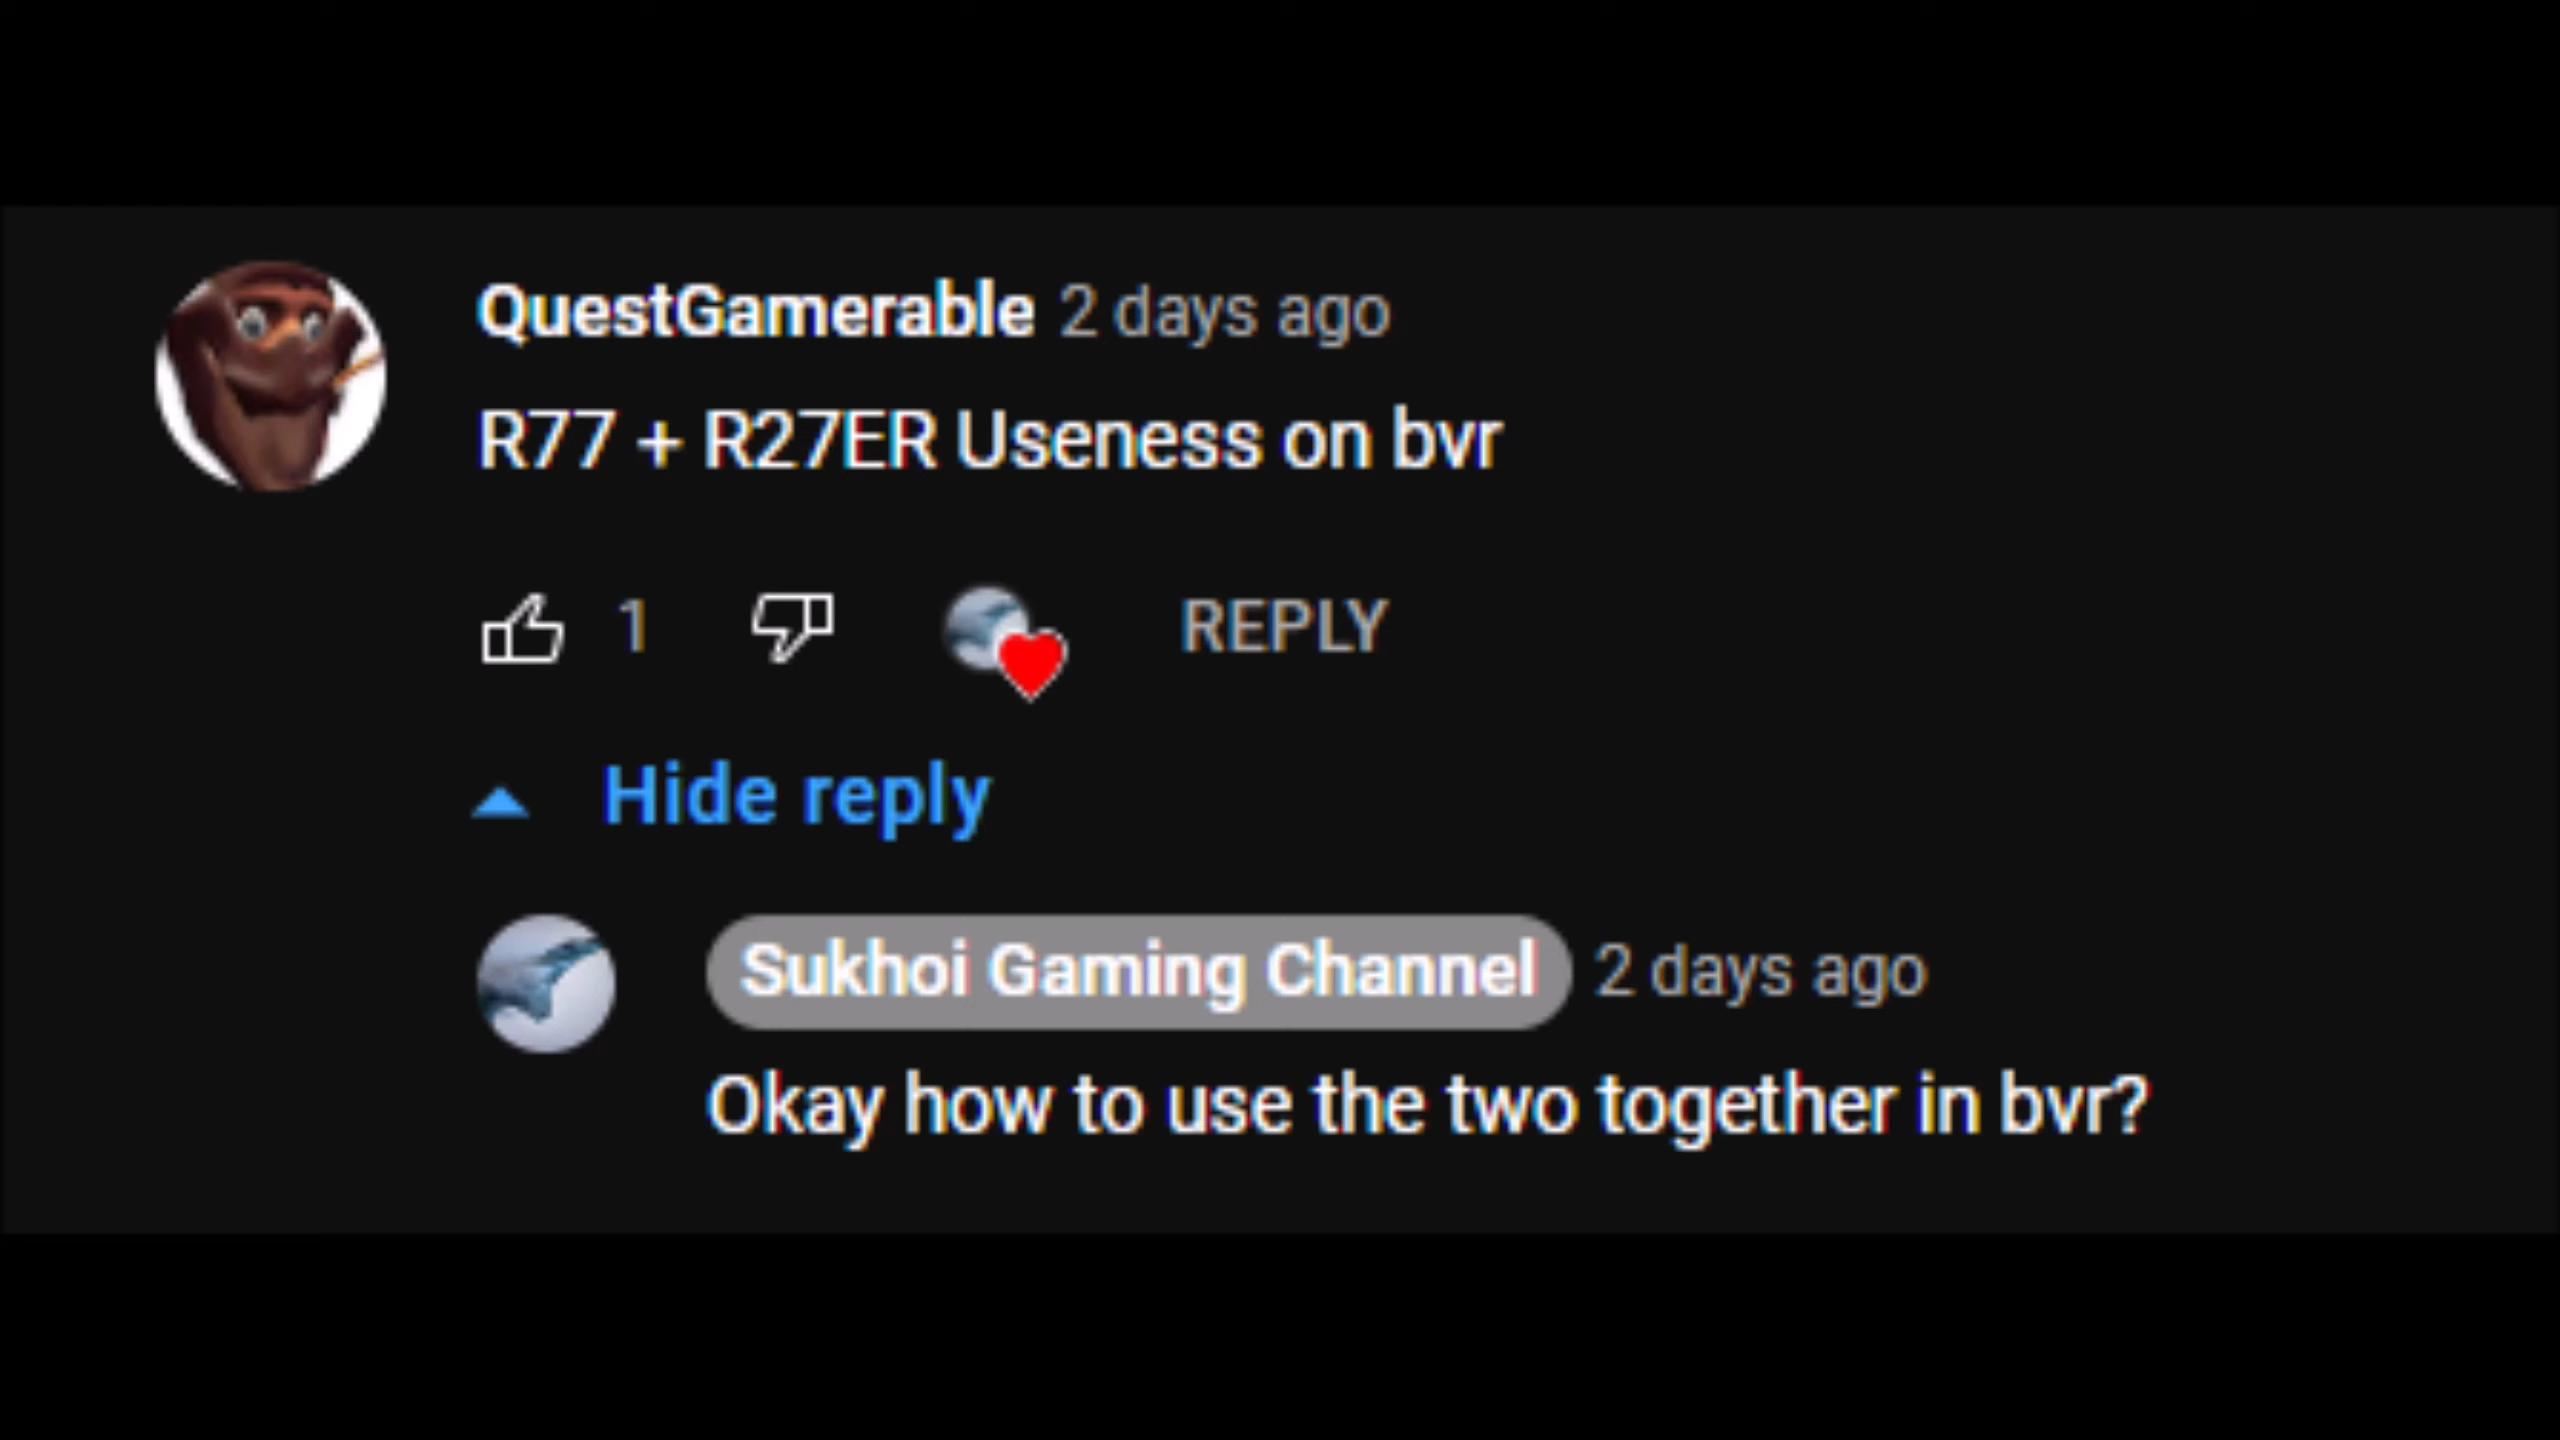 QuestGamerable 2 days ago
R77 + R27ER Useness on bvr
1 REPLY
Hide reply
Sukhoi Gaming Channel 2 days ago
Okay how to use the two together in bvr?